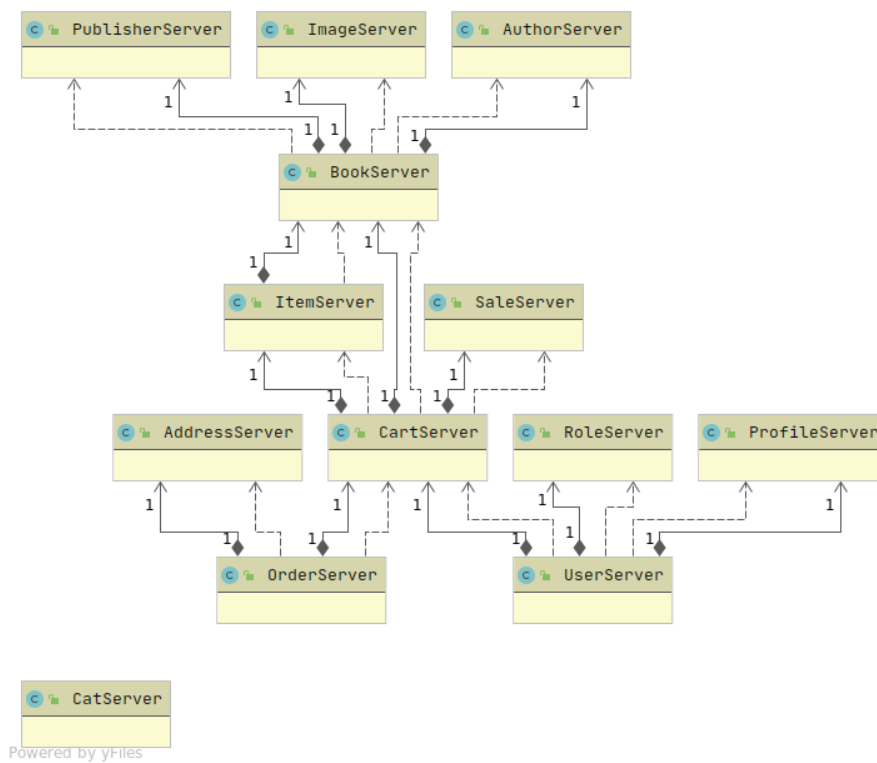 C PublisherServer
C ImageServer
C AuthorServer
1
1
1
1
1
1
C BookServer
1
1
1
C ItemServer
C SaleServer
1
1
1
1
1
C AddressServer
C CartServer
C RoleServer
C ProfileServer
1
1
1
1
1
1
1
1
1
1
C OrderServer
C UserServer
C CatServer
Powered by yFiles